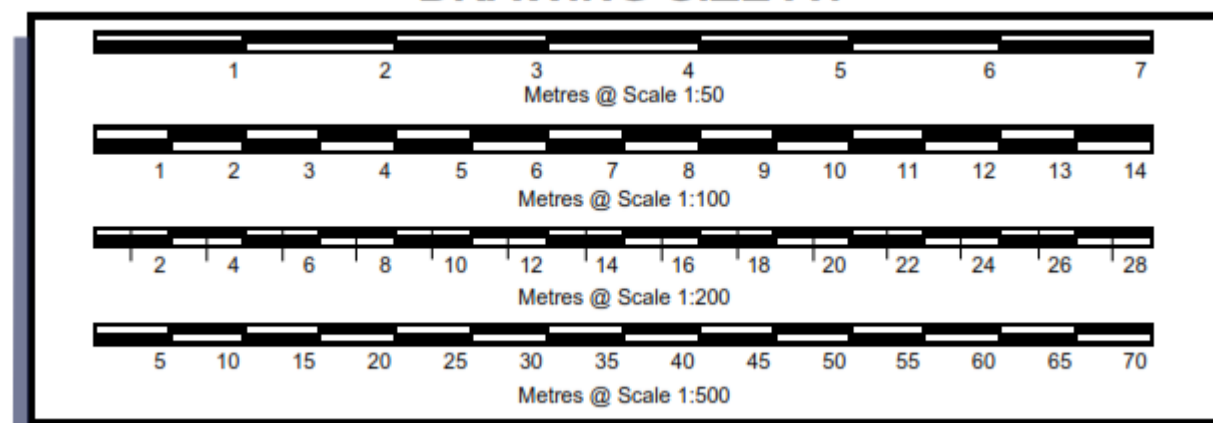 1 2 3 4 5 6 7
Metres @ Scale 1:50
1 2 3 4 5 6 7 8 9 10 11 12 13 14
Metres @ Scale 1:100
2 4 6 8 10 12 14 16 18 20 22 24 26 28
Metres @ Scale 1:200
5 10 15 20 25 30 35 40 45 50 55 60 65 70
Metres @ Scale 1:500